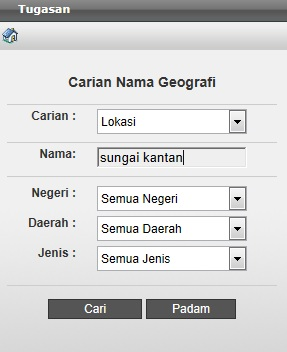 Tugasan
Carian Nama Geografi
Carian : Lokasi
Nama: sungai kantan
Negeri : Semua Negeri
Daerah : Semua Daerah
Jenis : Semua Jenis
Cari Padam